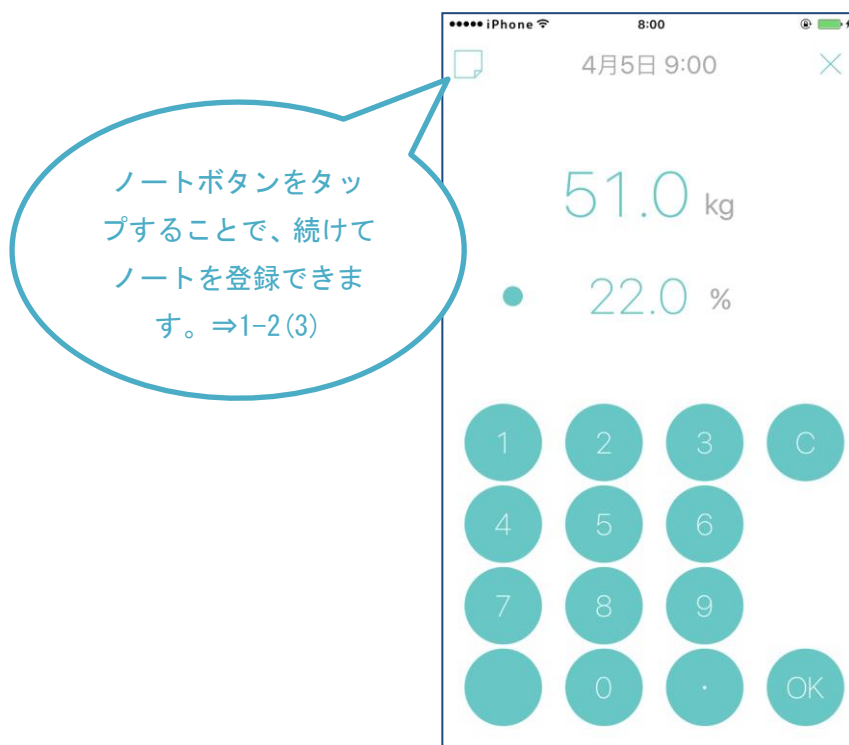 iPhone 8:00
4月5日 9:00
ノートボタンをタッ
プすることで、続けて
ノートを登録できま
す。⇒1-2(3)
51.0 kg
22.0 %
1 2 3 C
4 5 6
7 8 9
0 . OK